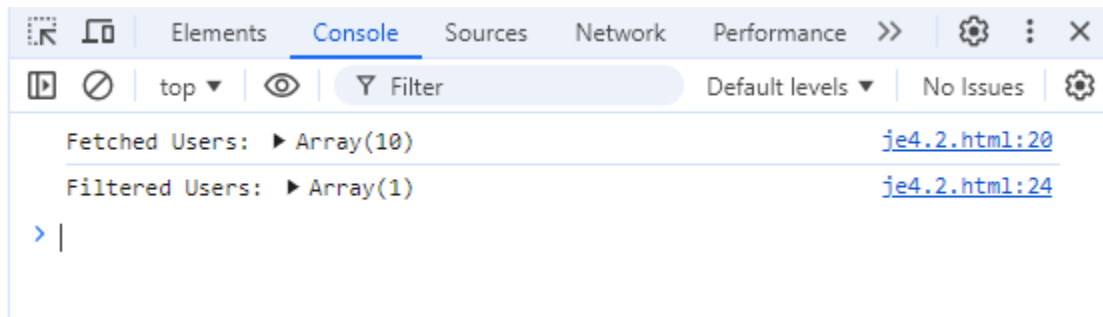 Elements Console Sources Network Performance
top Filter Default levels No Issues
Fetched Users: Array(10) je4.2.html:20
Filtered Users: Array(1) je4.2.html:24